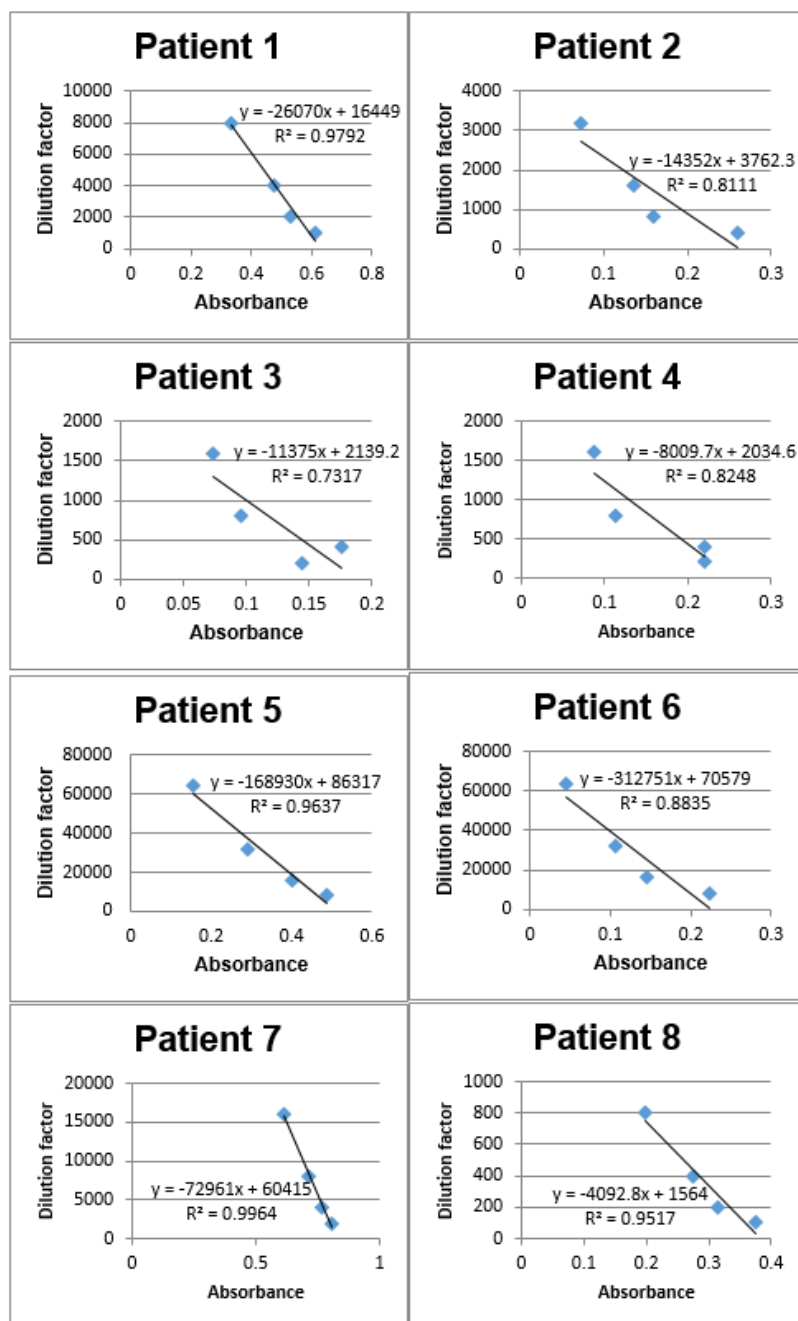 Patient 1
10000
8000
6000
4000
2000
0
Dilution factor
y = -26070x + 16449
R² = 0.9792
0 0.2 0.4 0.6 0.8
Absorbance
Patient 2
4000
3000
2000
1000
0
Dilution factor
y = -14352x + 3762.3
R² = 0.8111
0 0.1 0.2 0.3
Absorbance
Patient 3
2000
1500
1000
500
0
Dilution factor
y = -11375x + 2139.2
R² = 0.7317
0 0.05 0.1 0.15 0.2
Absorbance
Patient 4
2000
1500
1000
500
0
Dilution factor
y = -8009.7x + 2034.6
R² = 0.8248
0 0.1 0.2 0.3
Absorbance
Patient 5
80000
60000
40000
20000
0
Dilution factor
y = -168930x + 86317
R² = 0.9637
0 0.2 0.4 0.6
Absorbance
Patient 6
80000
60000
40000
20000
0
Dilution factor
y = -312751x + 70579
R² = 0.8835
0 0.1 0.2 0.3
Absorbance
Patient 7
20000
15000
10000
5000
0
Dilution factor
y = -72961x + 60415
R² = 0.9964
0 0.5 1
Absorbance
Patient 8
1000
800
600
400
200
0
Dilution factor
y = -4092.8x + 1564
R² = 0.9517
0 0.1 0.2 0.3 0.4
Absorbance